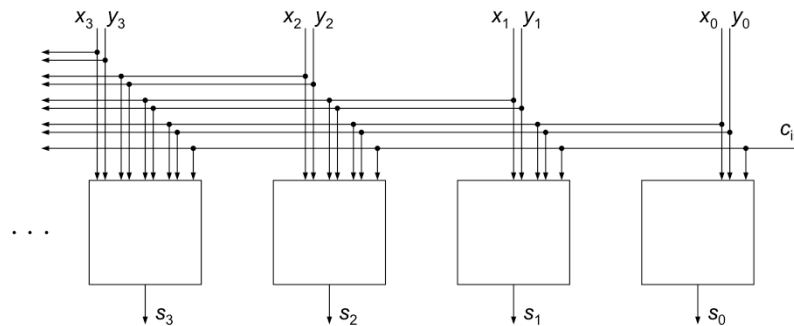 x₃ y₃ x₂ y₂ x₁ y₁ x₀ y₀
cᵢ
. . .
s₃ s₂ s₁ s₀